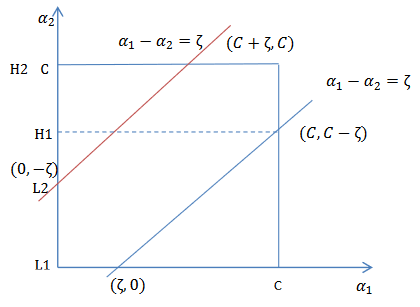 α₂
α₁ − α₂ = ζ
(C + ζ, C)
H2 C
α₁ − α₂ = ζ
H1
(C, C − ζ)
(0, −ζ)
L2
L1
(ζ, 0)
C
α₁